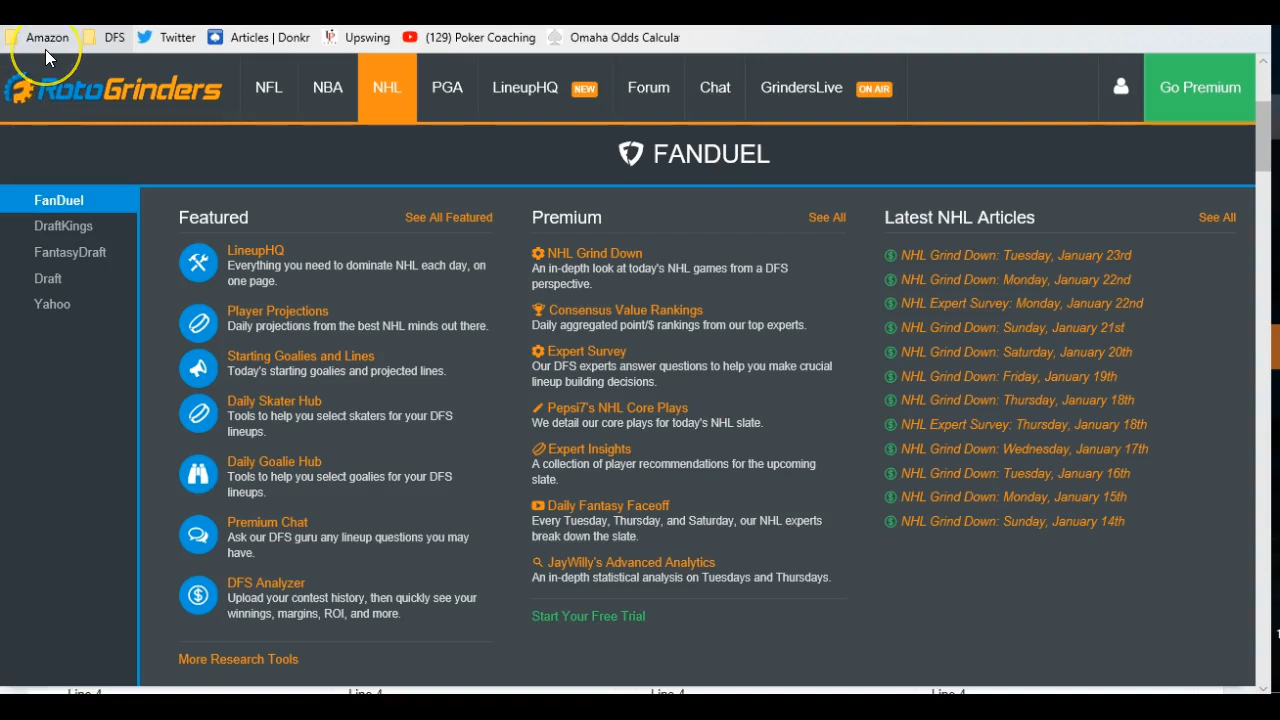 Amazon DFS Twitter Articles | Donkr Upswing (129) Poker Coaching Omaha Odds Calcula
RotoGrinders NFL NBA NHL PGA LineupHQ NEW Forum Chat GrindersLive ON AIR Go Premium
FANDUEL
FanDuel
DraftKings
FantasyDraft
Draft
Yahoo
Featured See All Featured
LineupHQ
Everything you need to dominate NHL each day, on
one page.
Player Projections
Daily projections from the best NHL minds out there.
Starting Goalies and Lines
Today's starting goalies and projected lines.
Daily Skater Hub
Tools to help you select skaters for your DFS
lineups.
Daily Goalie Hub
Tools to help you select goalies for your DFS
lineups.
Premium Chat
Ask our DFS guru any lineup questions you may
have.
DFS Analyzer
Upload your contest history, then quickly see your
winnings, margins, ROI, and more.
More Research Tools
Premium See All
NHL Grind Down
An in-depth look at today's NHL games from a DFS
perspective.
Consensus Value Rankings
Daily aggregated point/$ rankings from our top experts.
Expert Survey
Our DFS experts answer questions to help you make crucial
lineup building decisions.
Pepsi7's NHL Core Plays
We detail our core plays for today's NHL slate.
Expert Insights
A collection of player recommendations for the upcoming
slate.
Daily Fantasy Faceoff
Every Tuesday, Thursday, and Saturday, our NHL experts
break down the slate.
JayWilly's Advanced Analytics
An in-depth statistical analysis on Tuesdays and Thursdays.
Start Your Free Trial
Latest NHL Articles See All
NHL Grind Down: Tuesday, January 23rd
NHL Grind Down: Monday, January 22nd
NHL Expert Survey: Monday, January 22nd
NHL Grind Down: Sunday, January 21st
NHL Grind Down: Saturday, January 20th
NHL Grind Down: Friday, January 19th
NHL Grind Down: Thursday, January 18th
NHL Expert Survey: Thursday, January 18th
NHL Grind Down: Wednesday, January 17th
NHL Grind Down: Tuesday, January 16th
NHL Grind Down: Monday, January 15th
NHL Grind Down: Sunday, January 14th
Line 4 Line 4 Line 4 Line 4